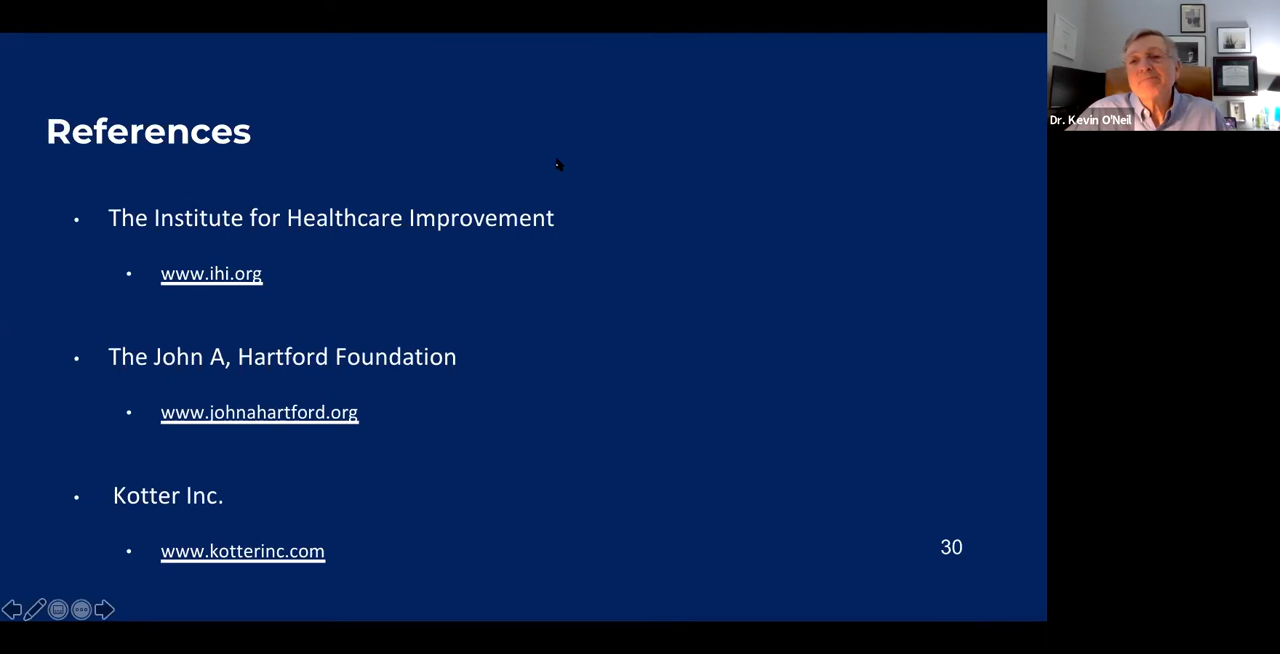 References
• The Institute for Healthcare Improvement
• www.ihi.org
• The John A, Hartford Foundation
• www.johnahartford.org
• Kotter Inc.
• www.kotterinc.com
30
Dr. Kevin O'Neil